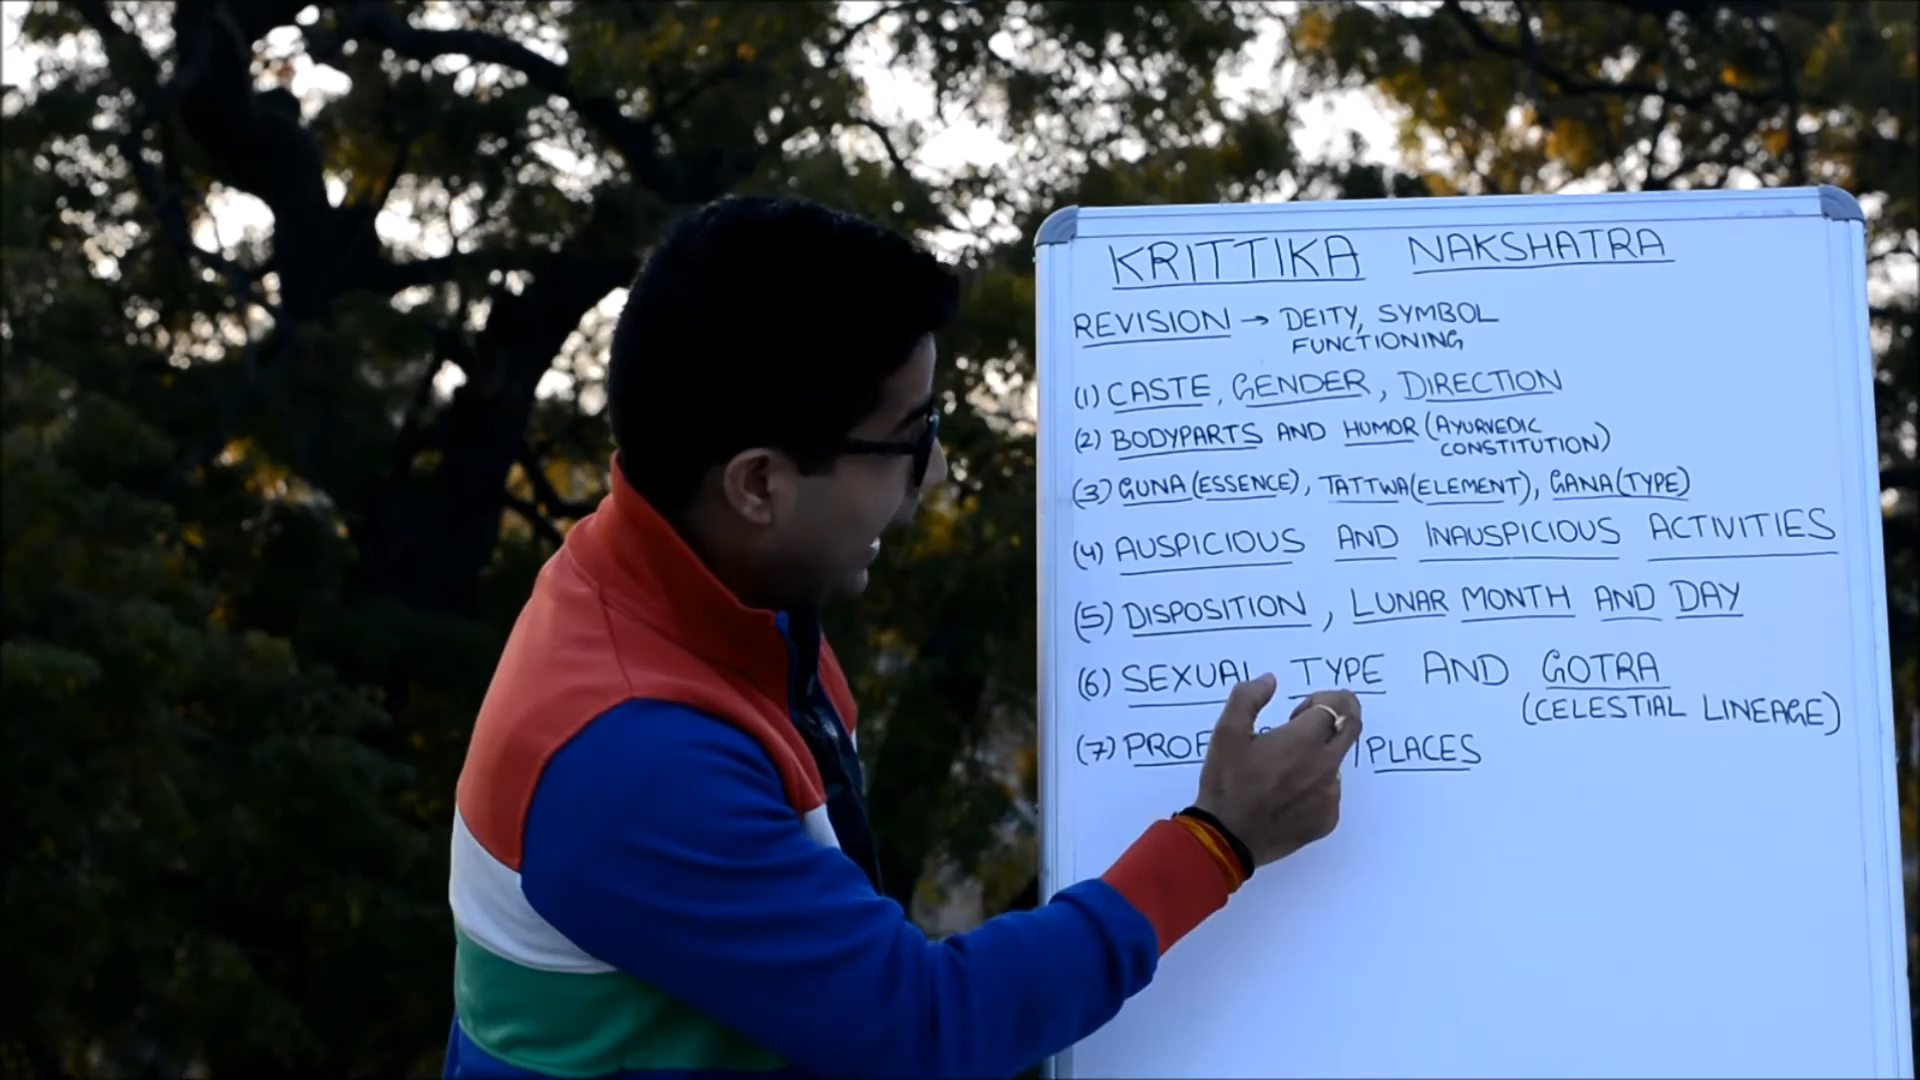 KRITTIKA NAKSHATRA
REVISION → DEITY, SYMBOL
FUNCTIONING
(1) CASTE, GENDER, DIRECTION
(2) BODYPARTS AND HUMOR (AYURVEDIC
CONSTITUTION)
(3) GUNA (ESSENCE), TATTWA (ELEMENT), GANA (TYPE)
(4) AUSPICIOUS AND INAUSPICIOUS ACTIVITIES
(5) DISPOSITION, LUNAR MONTH AND DAY
(6) SEXUAL TYPE AND GOTRA
(CELESTIAL LINEAGE)
(7) PLACES